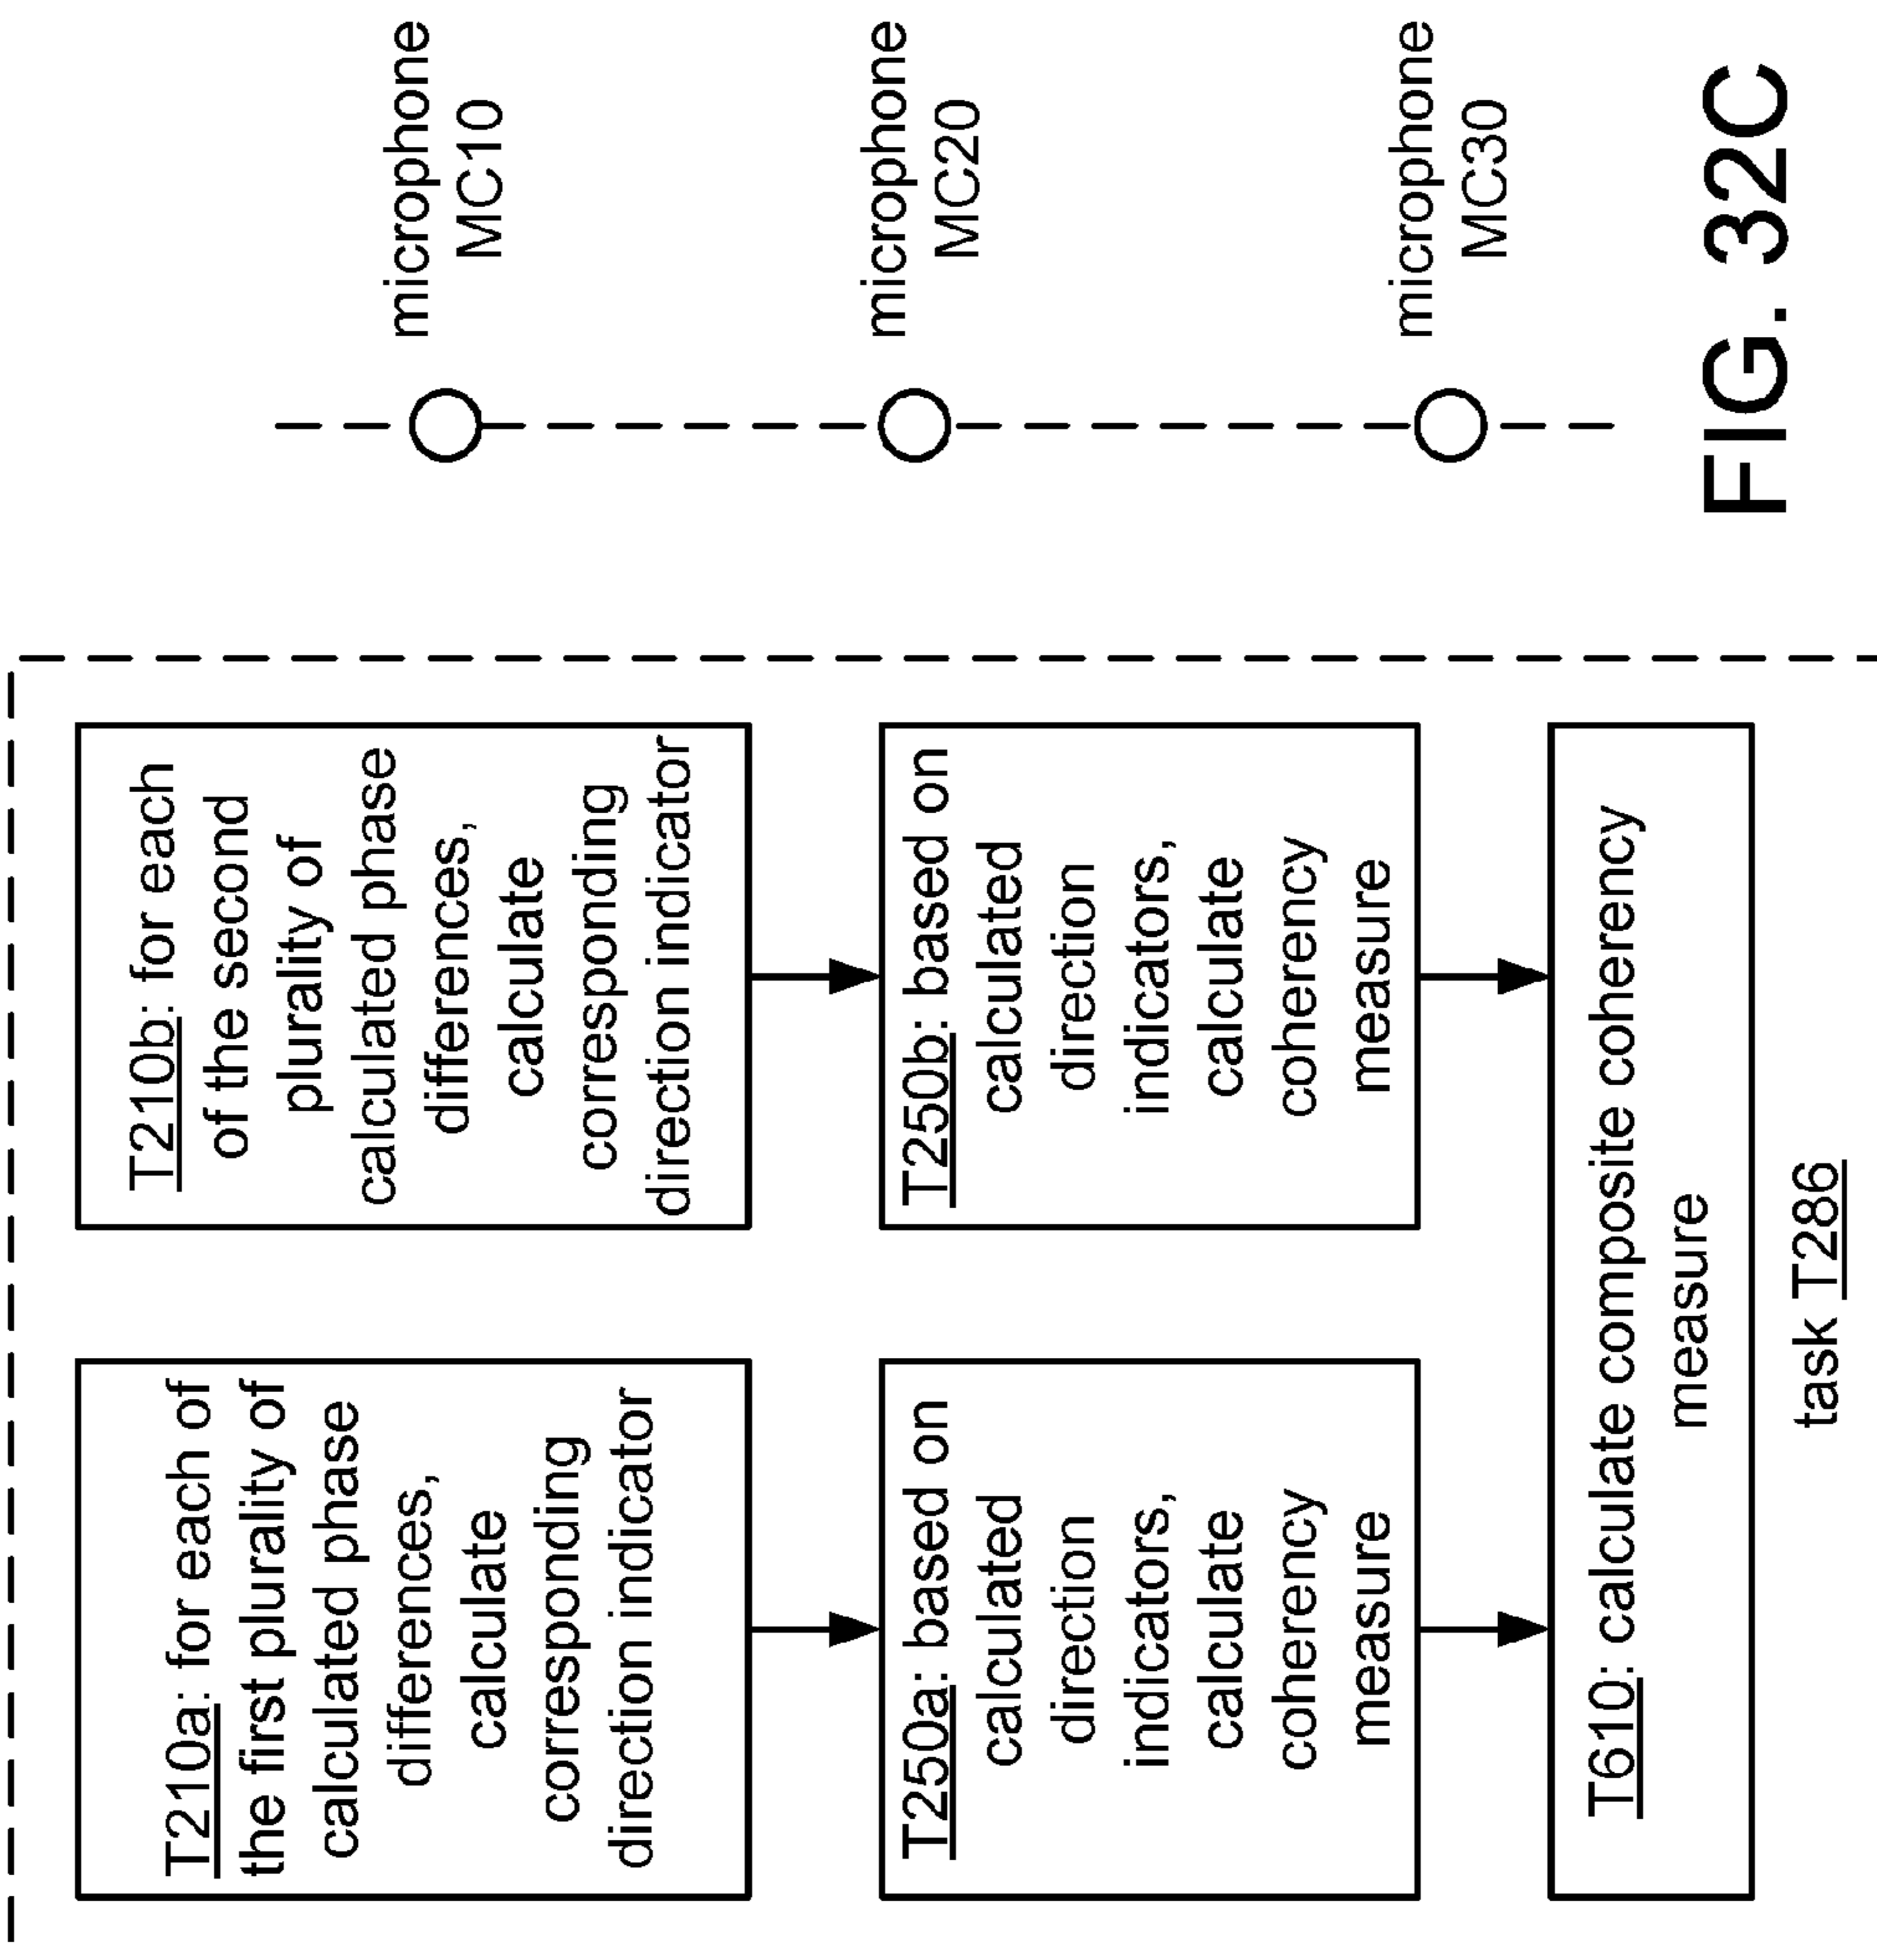 T210a: for each of
the first plurality of
calculated phase
differences,
calculate
corresponding
direction indicator
T210b: for each
of the second
plurality of
calculated phase
differences,
calculate
corresponding
direction indicator
T250a: based on
calculated
direction
indicators,
calculate
coherency
measure
T250b: based on
calculated
direction
indicators,
calculate
coherency
measure
T610: calculate composite coherency
measure
task T286
microphone
MC10
microphone
MC20
microphone
MC30
FIG. 32C